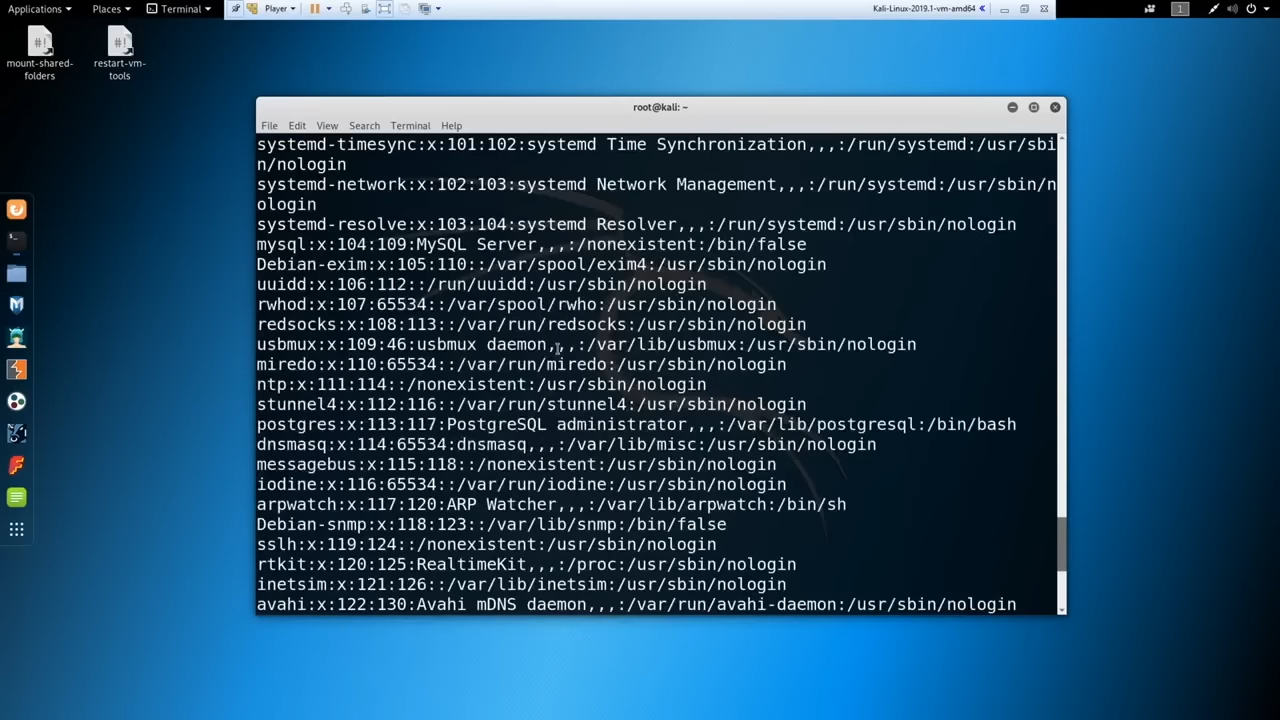 Applications
Places
Terminal
Player
Kali-Linux-2019.1-vm-amd64
1
mount-shared-
folders
restart-vm-
tools
root@kali: ~
File Edit View Search Terminal Help
systemd-timesync:x:101:102:systemd Time Synchronization,,,:/run/systemd:/usr/sbi
n/nologin
systemd-network:x:102:103:systemd Network Management,,,:/run/systemd:/usr/sbin/n
ologin
systemd-resolve:x:103:104:systemd Resolver,,,:/run/systemd:/usr/sbin/nologin
mysql:x:104:109:MySQL Server,,,:/nonexistent:/bin/false
Debian-exim:x:105:110::/var/spool/exim4:/usr/sbin/nologin
uuidd:x:106:112::/run/uuidd:/usr/sbin/nologin
rwhod:x:107:65534::/var/spool/rwho:/usr/sbin/nologin
redsocks:x:108:113::/var/run/redsocks:/usr/sbin/nologin
usbmux:x:109:46:usbmux daemon,,,:/var/lib/usbmux:/usr/sbin/nologin
miredo:x:110:65534::/var/run/miredo:/usr/sbin/nologin
ntp:x:111:114::/nonexistent:/usr/sbin/nologin
stunnel4:x:112:116::/var/run/stunnel4:/usr/sbin/nologin
postgres:x:113:117:PostgreSQL administrator,,,:/var/lib/postgresql:/bin/bash
dnsmasq:x:114:65534:dnsmasq,,,:/var/lib/misc:/usr/sbin/nologin
messagebus:x:115:118::/nonexistent:/usr/sbin/nologin
iodine:x:116:65534::/var/run/iodine:/usr/sbin/nologin
arpwatch:x:117:120:ARP Watcher,,,:/var/lib/arpwatch:/bin/sh
Debian-snmp:x:118:123::/var/lib/snmp:/bin/false
sslh:x:119:124::/nonexistent:/usr/sbin/nologin
rtkit:x:120:125:RealtimeKit,,,:/proc:/usr/sbin/nologin
inetsim:x:121:126::/var/lib/inetsim:/usr/sbin/nologin
avahi:x:122:130:Avahi mDNS daemon,,,:/var/run/avahi-daemon:/usr/sbin/nologin